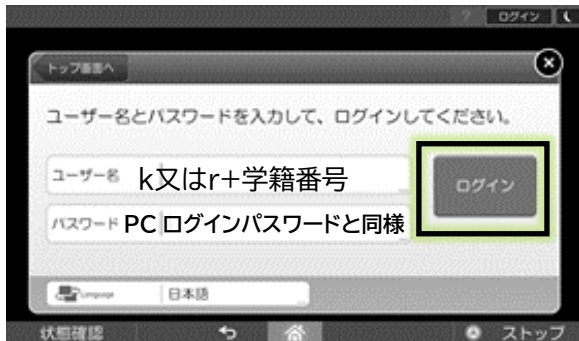 ? ログイン
トップ画面へ
ユーザー名とパスワードを入力して、ログインしてください。
ユーザー名 k又はr+学籍番号
ログイン
パスワード PCログインパスワードと同様
Language 日本語
状態確認 ストップ